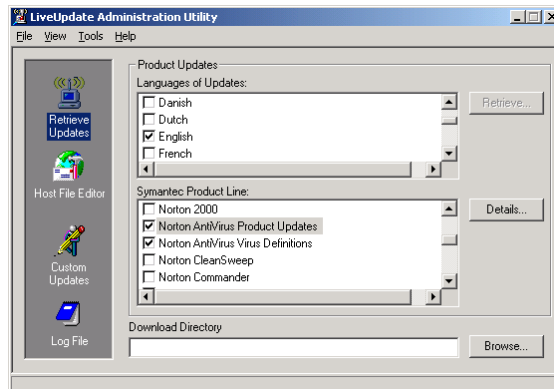 LiveUpdate Administration Utility
File View Tools Help
Retrieve Updates
Host File Editor
Custom Updates
Log File
Product Updates
Languages of Updates:
Danish
Dutch
English
French
Retrieve...
Symantec Product Line:
Norton 2000
Norton AntiVirus Product Updates
Norton AntiVirus Virus Definitions
Norton CleanSweep
Norton Commander
Details...
Download Directory
Browse...